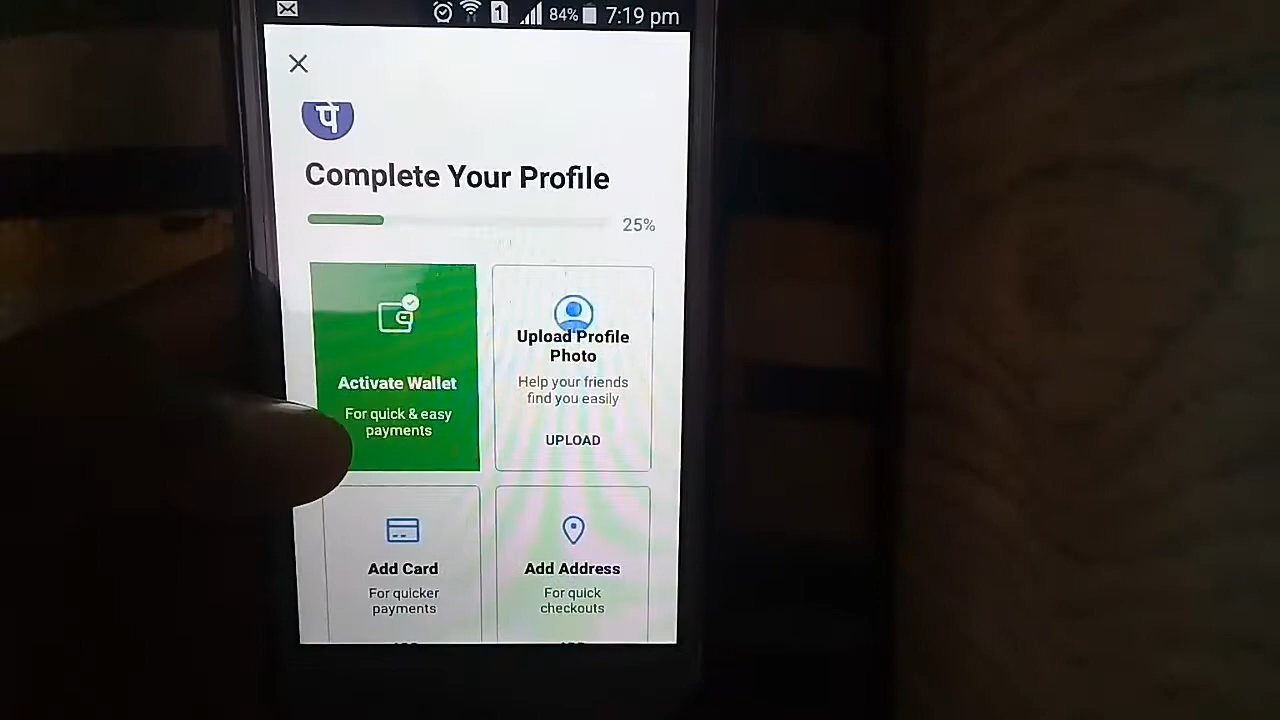 1 84% 7:19 pm
पे
Complete Your Profile
25%
Activate Wallet
For quick & easy
payments
Upload Profile
Photo
Help your friends
find you easily
UPLOAD
Add Card
For quicker
payments
Add Address
For quick
checkouts